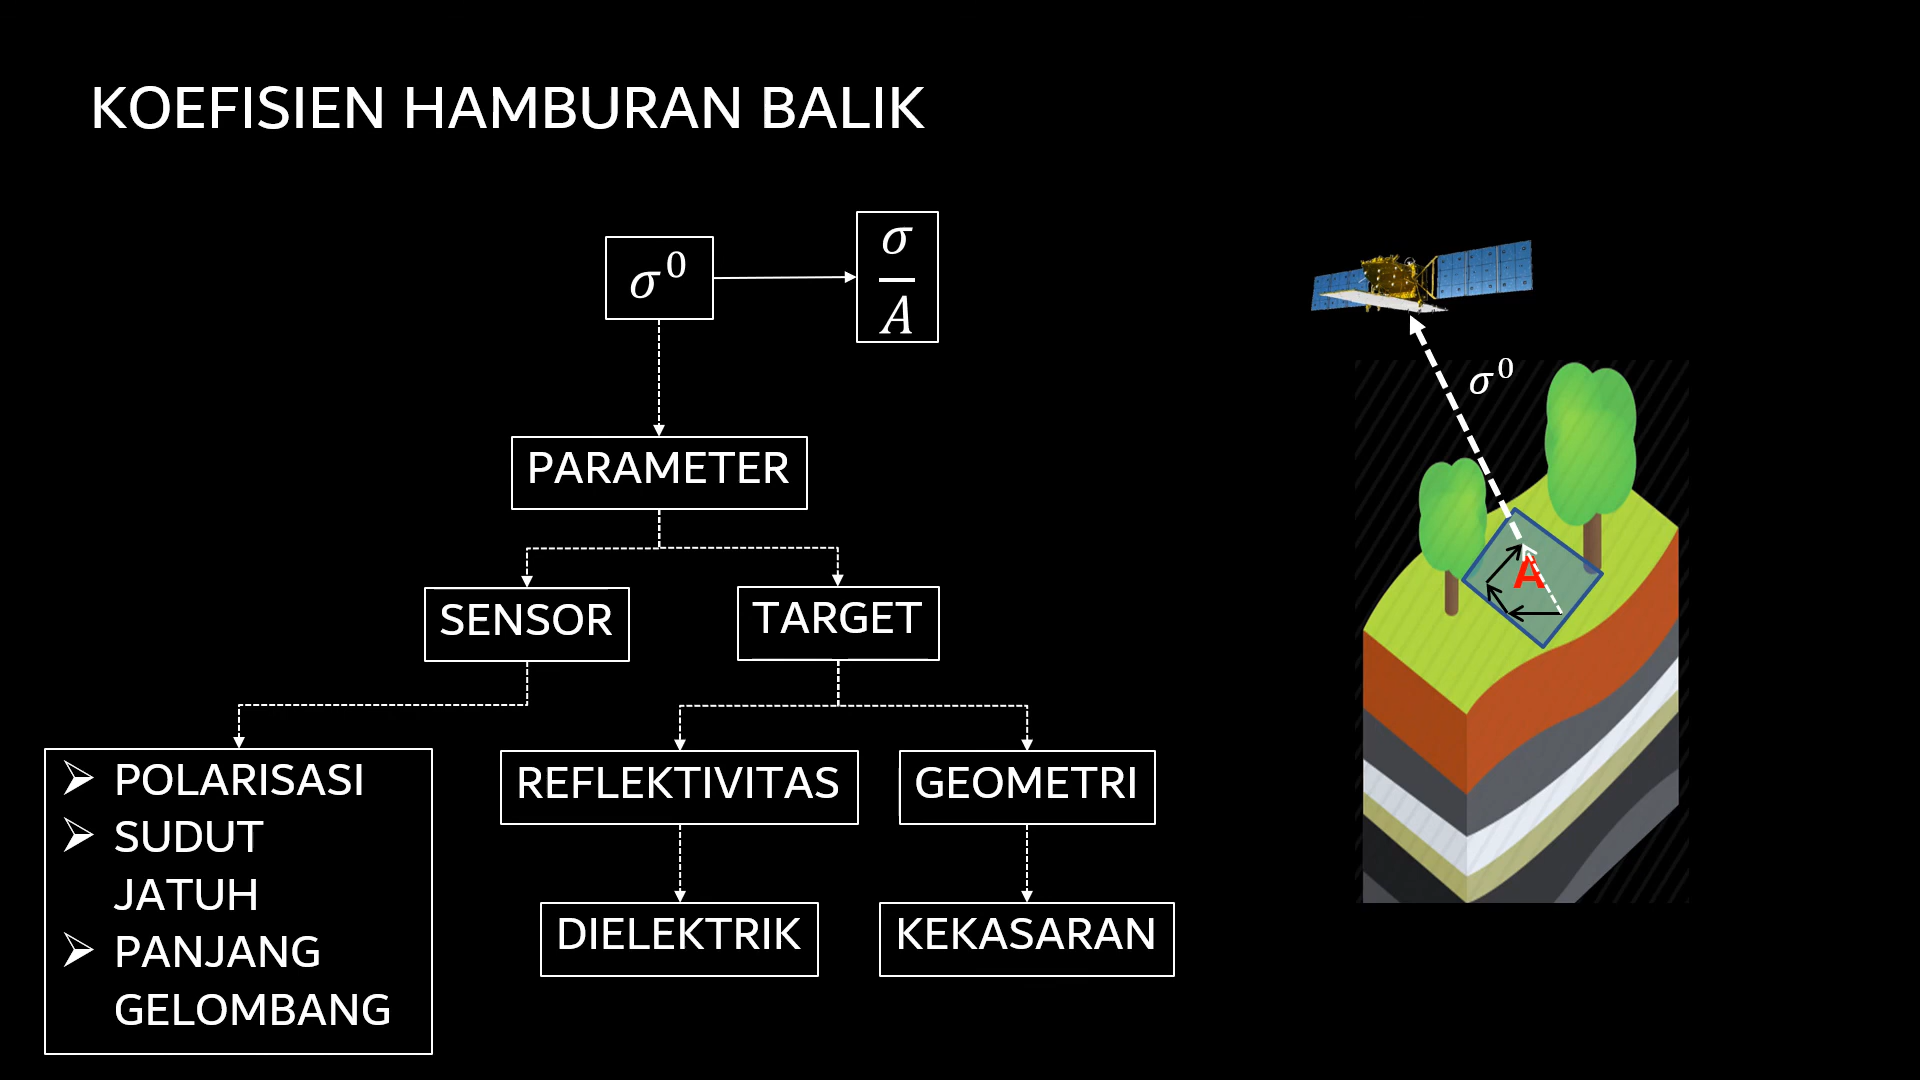 KOEFISIEN HAMBURAN BALIK
σ⁰
σ
A
σ⁰
PARAMETER
A
SENSOR
TARGET
➢ POLARISASI
➢ SUDUT
JATUH
➢ PANJANG
GELOMBANG
REFLEKTIVITAS
GEOMETRI
DIELEKTRIK
KEKASARAN